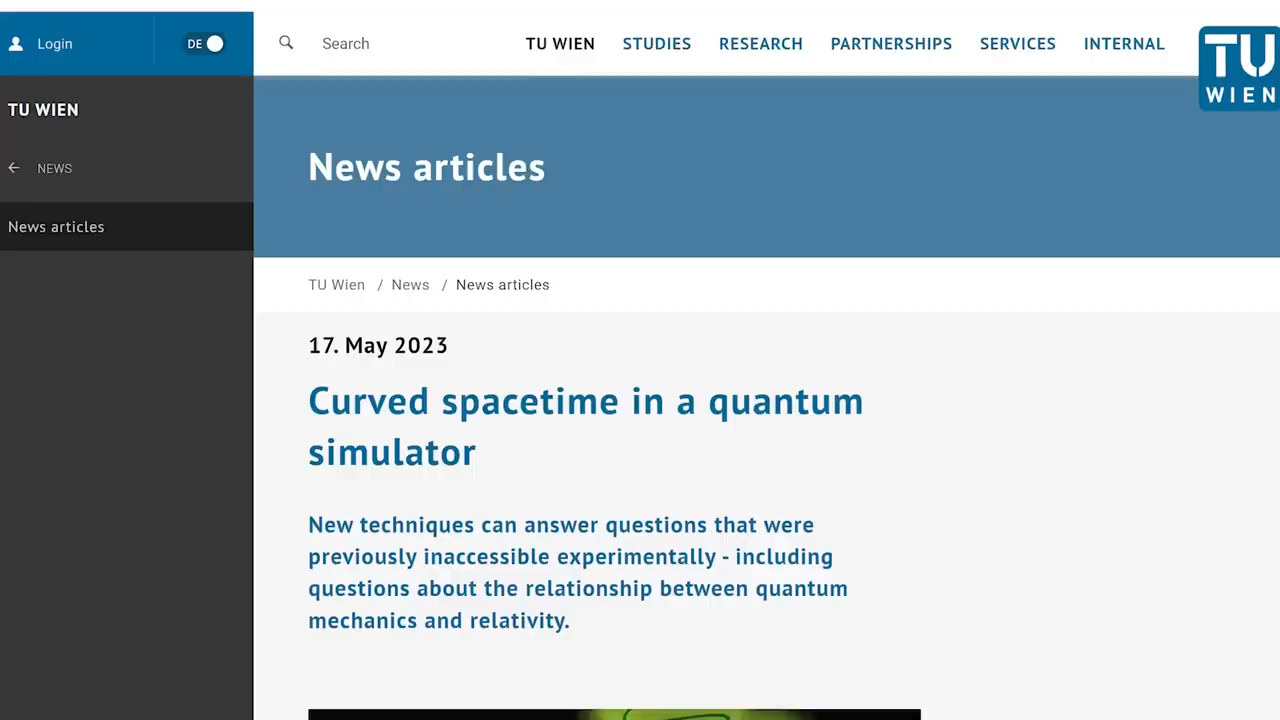 Login
DE
Search
TU WIEN
STUDIES
RESEARCH
PARTNERSHIPS
SERVICES
INTERNAL
TU
WIEN
TU WIEN
NEWS
News articles
News articles
TU Wien / News / News articles
17. May 2023
Curved spacetime in a quantum
simulator
New techniques can answer questions that were
previously inaccessible experimentally - including
questions about the relationship between quantum
mechanics and relativity.